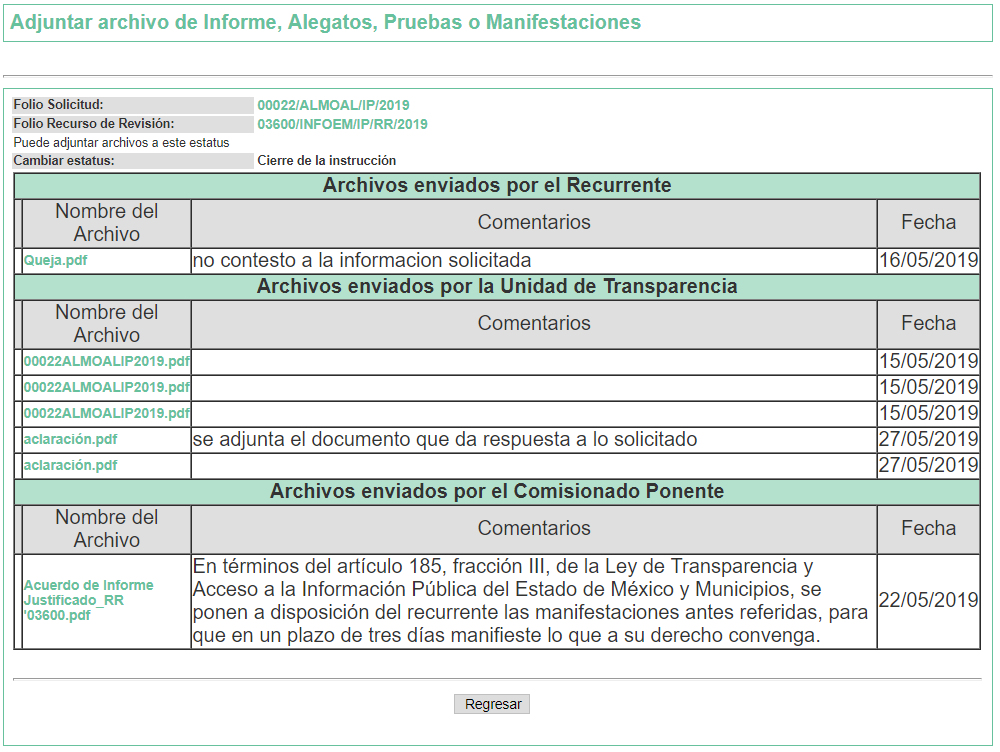 Adjuntar archivo de Informe, Alegatos, Pruebas o Manifestaciones
Folio Solicitud: 00022/ALMOAL/IP/2019
Folio Recurso de Revisión: 03600/INFOEM/IP/RR/2019
Puede adjuntar archivos a este estatus
Cambiar estatus: Cierre de la instrucción
Archivos enviados por el Recurrente
Nombre del
Archivo
Comentarios
Fecha
Queja.pdf no contesto a la informacion solicitada 16/05/2019
Archivos enviados por la Unidad de Transparencia
Nombre del
Archivo
Comentarios
Fecha
00022ALMOALIP2019.pdf 15/05/2019
00022ALMOALIP2019.pdf 15/05/2019
00022ALMOALIP2019.pdf 15/05/2019
aclaración.pdf se adjunta el documento que da respuesta a lo solicitado 27/05/2019
aclaración.pdf 27/05/2019
Archivos enviados por el Comisionado Ponente
Nombre del
Archivo
Comentarios
Fecha
Acuerdo de Informe
Justificado_RR
'03600.pdf
En términos del artículo 185, fracción III, de la Ley de Transparencia y
Acceso a la Información Pública del Estado de México y Municipios, se
ponen a disposición del recurrente las manifestaciones antes referidas, para
que en un plazo de tres días manifieste lo que a su derecho convenga.
22/05/2019
Regresar